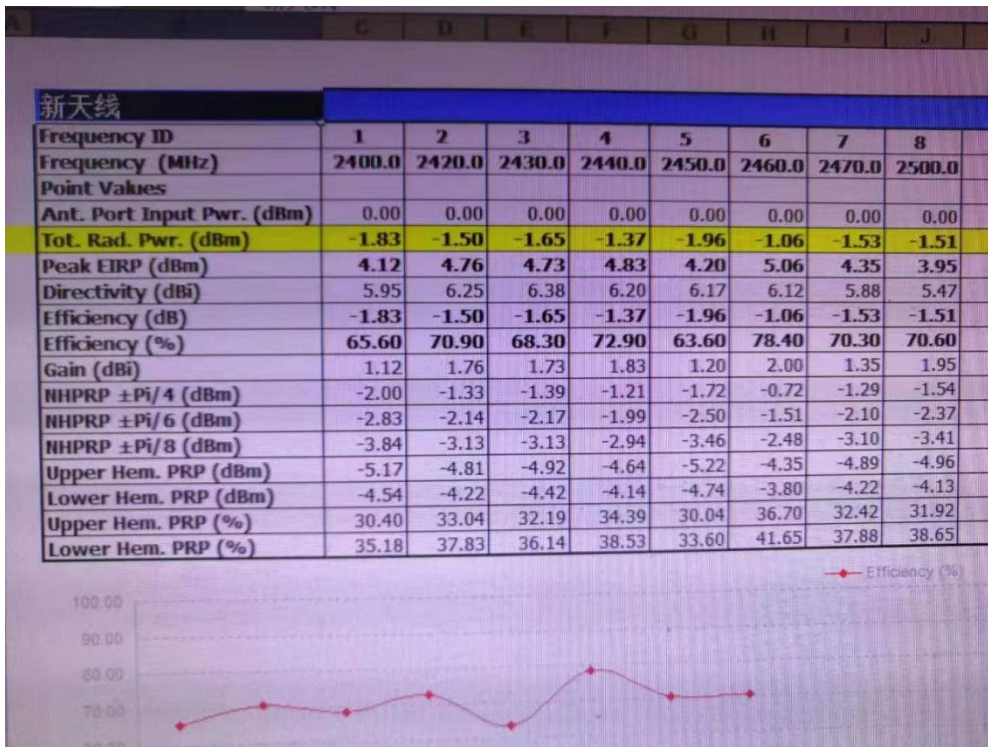 C D E F G H I J
新天线
Frequency ID 1 2 3 4 5 6 7 8
Frequency (MHz) 2400.0 2420.0 2430.0 2440.0 2450.0 2460.0 2470.0 2500.0
Point Values
Ant. Port Input Pwr. (dBm) 0.00 0.00 0.00 0.00 0.00 0.00 0.00 0.00
Tot. Rad. Pwr. (dBm) -1.83 -1.50 -1.65 -1.37 -1.96 -1.06 -1.53 -1.51
Peak EIRP (dBm) 4.12 4.76 4.73 4.83 4.20 5.06 4.35 3.95
Directivity (dBi) 5.95 6.25 6.38 6.20 6.17 6.12 5.88 5.47
Efficiency (dB) -1.83 -1.50 -1.65 -1.37 -1.96 -1.06 -1.53 -1.51
Efficiency (%) 65.60 70.90 68.30 72.90 63.60 78.40 70.30 70.60
Gain (dBi) 1.12 1.76 1.73 1.83 1.20 2.00 1.35 1.95
NHPRP ±Pi/4 (dBm) -2.00 -1.33 -1.39 -1.21 -1.72 -0.72 -1.29 -1.54
NHPRP ±Pi/6 (dBm) -2.83 -2.14 -2.17 -1.99 -2.50 -1.51 -2.10 -2.37
NHPRP ±Pi/8 (dBm) -3.84 -3.13 -3.13 -2.94 -3.46 -2.48 -3.10 -3.41
Upper Hem. PRP (dBm) -5.17 -4.81 -4.92 -4.64 -5.22 -4.35 -4.89 -4.96
Lower Hem. PRP (dBm) -4.54 -4.22 -4.42 -4.14 -4.74 -3.80 -4.22 -4.13
Upper Hem. PRP (%) 30.40 33.04 32.19 34.39 30.04 36.70 32.42 31.92
Lower Hem. PRP (%) 35.18 37.83 36.14 38.53 33.60 41.65 37.88 38.65
Efficiency (%)
100.00
90.00
80.00
70.00